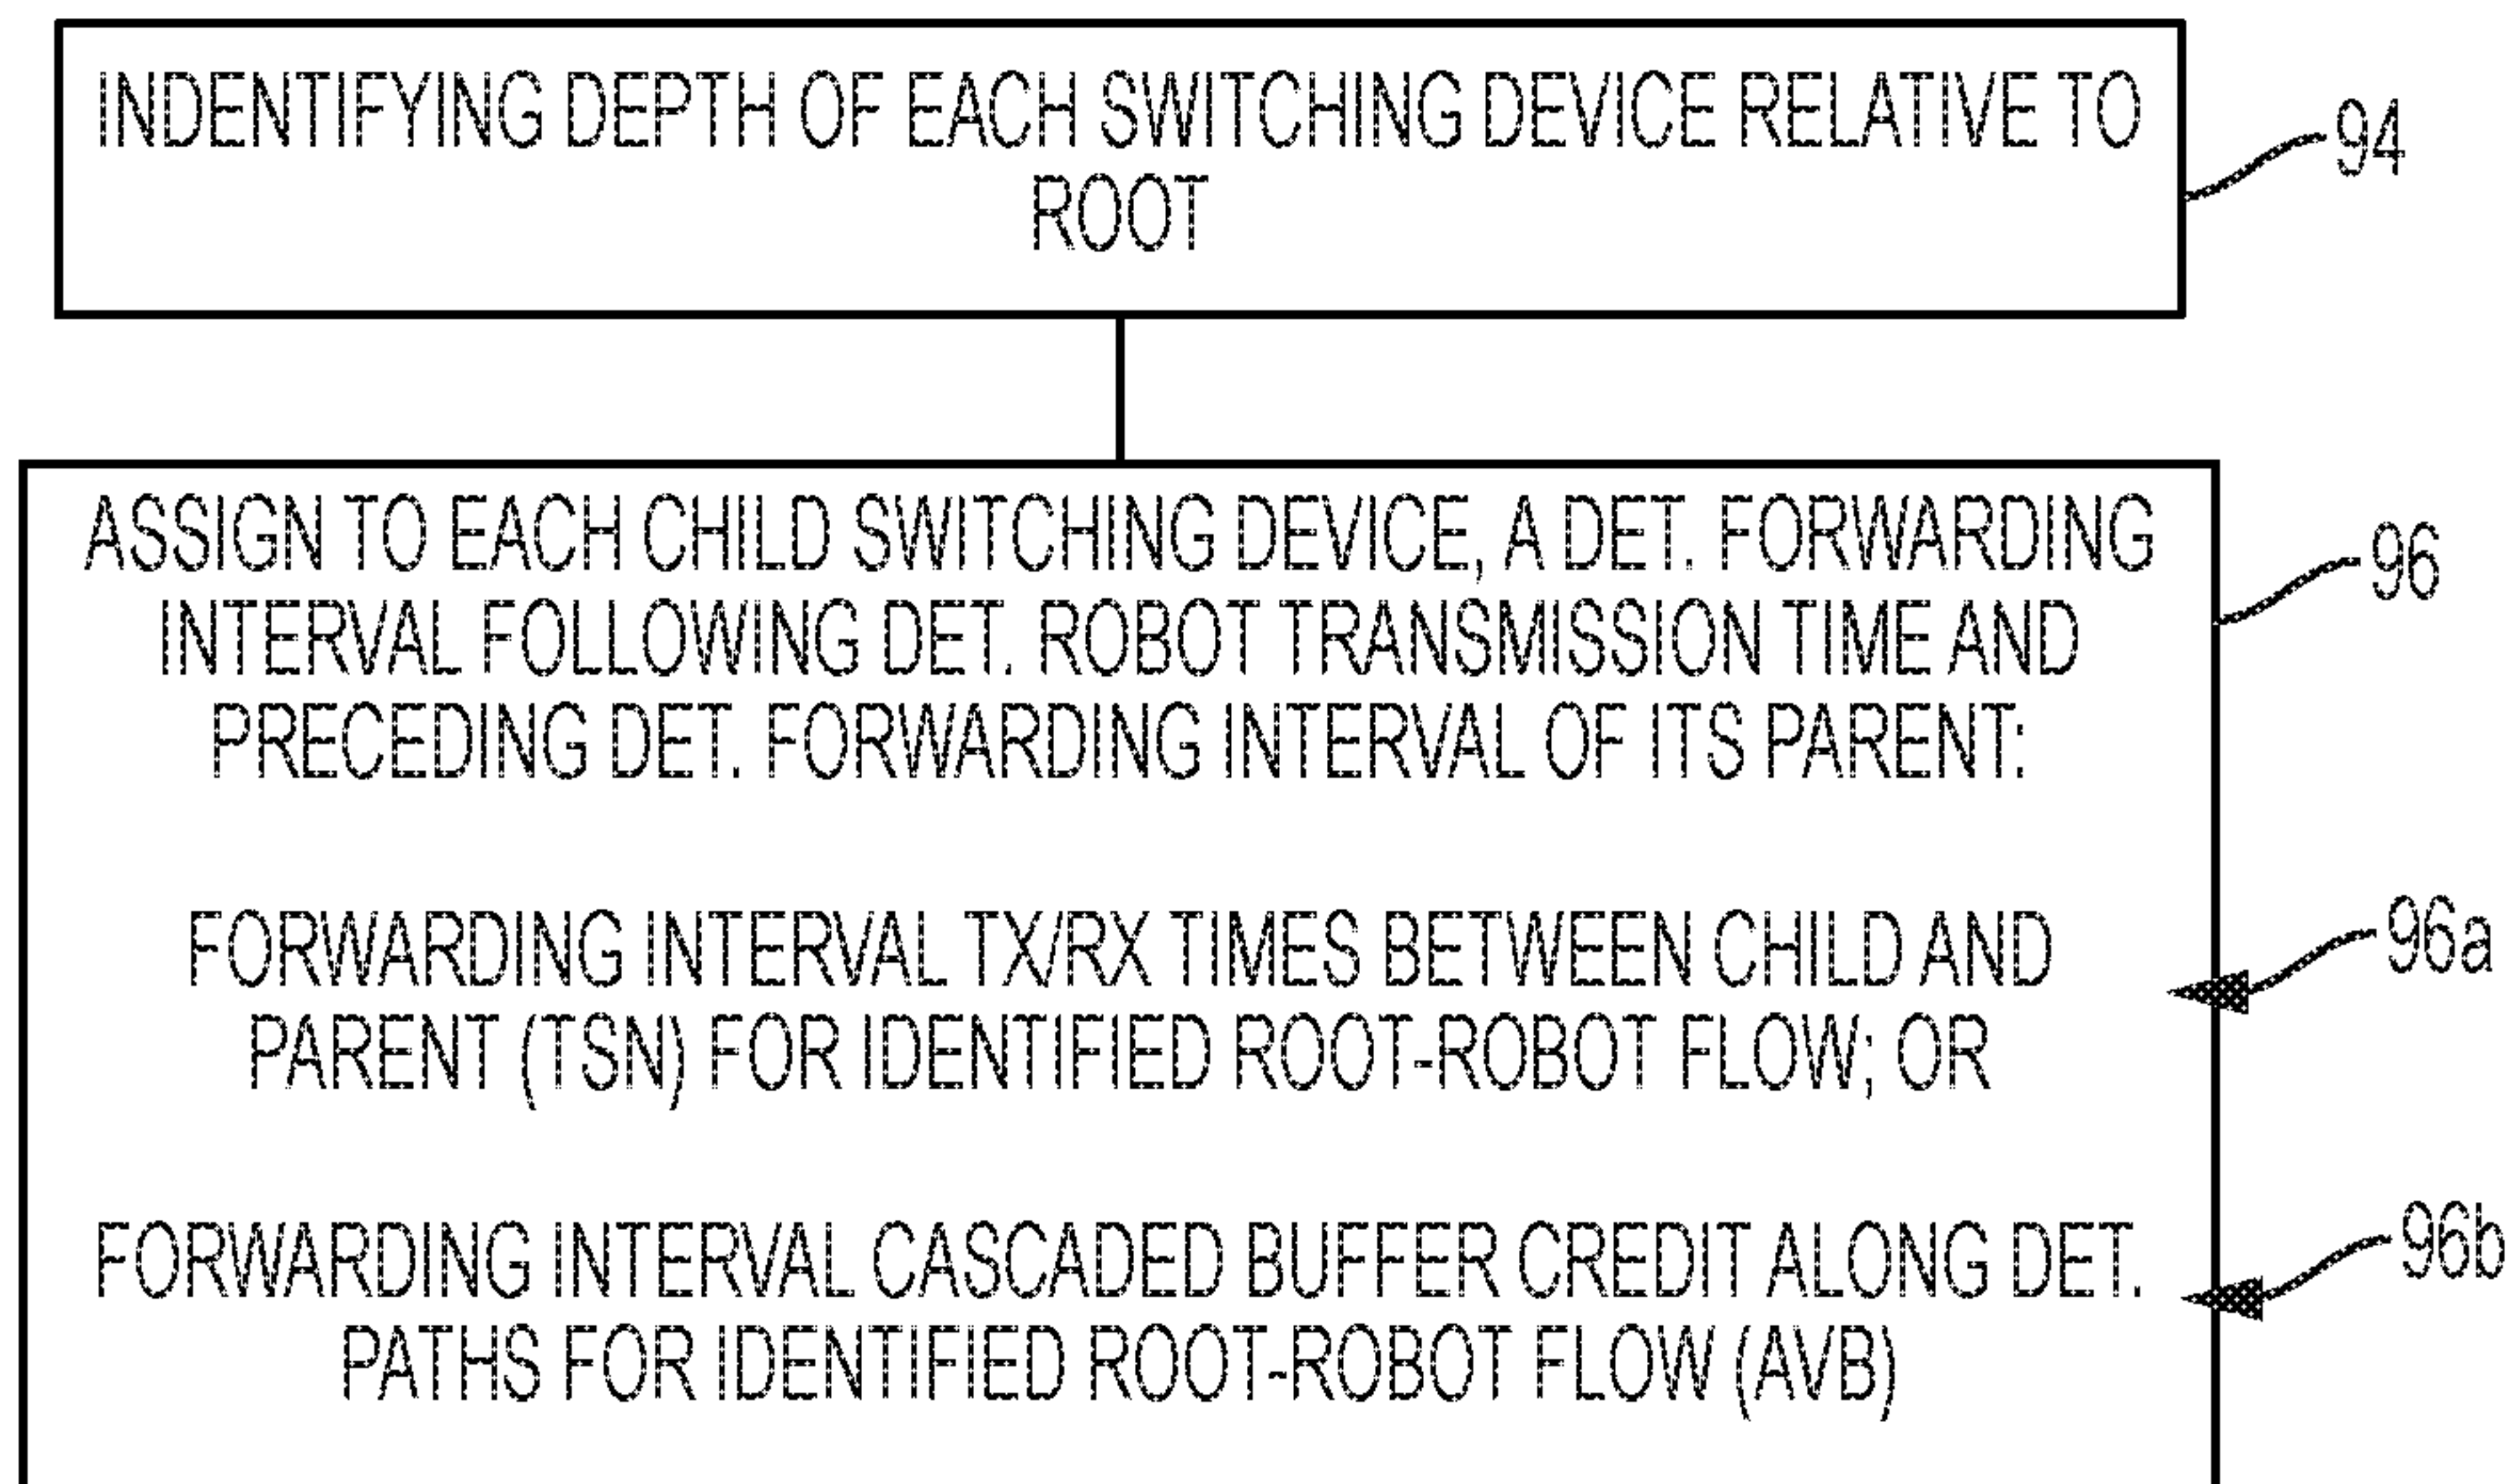 INDENTIFYING DEPTH OF EACH SWITCHING DEVICE RELATIVE TO
ROOT
94
ASSIGN TO EACH CHILD SWITCHING DEVICE, A DET. FORWARDING
INTERVAL FOLLOWING DET. ROBOT TRANSMISSION TIME AND
PRECEDING DET. FORWARDING INTERVAL OF ITS PARENT:
96
FORWARDING INTERVAL TX/RX TIMES BETWEEN CHILD AND
PARENT (TSN) FOR IDENTIFIED ROOT-ROBOT FLOW; OR
96a
FORWARDING INTERVAL CASCADED BUFFER CREDIT ALONG DET.
PATHS FOR IDENTIFIED ROOT-ROBOT FLOW (AVB)
96b